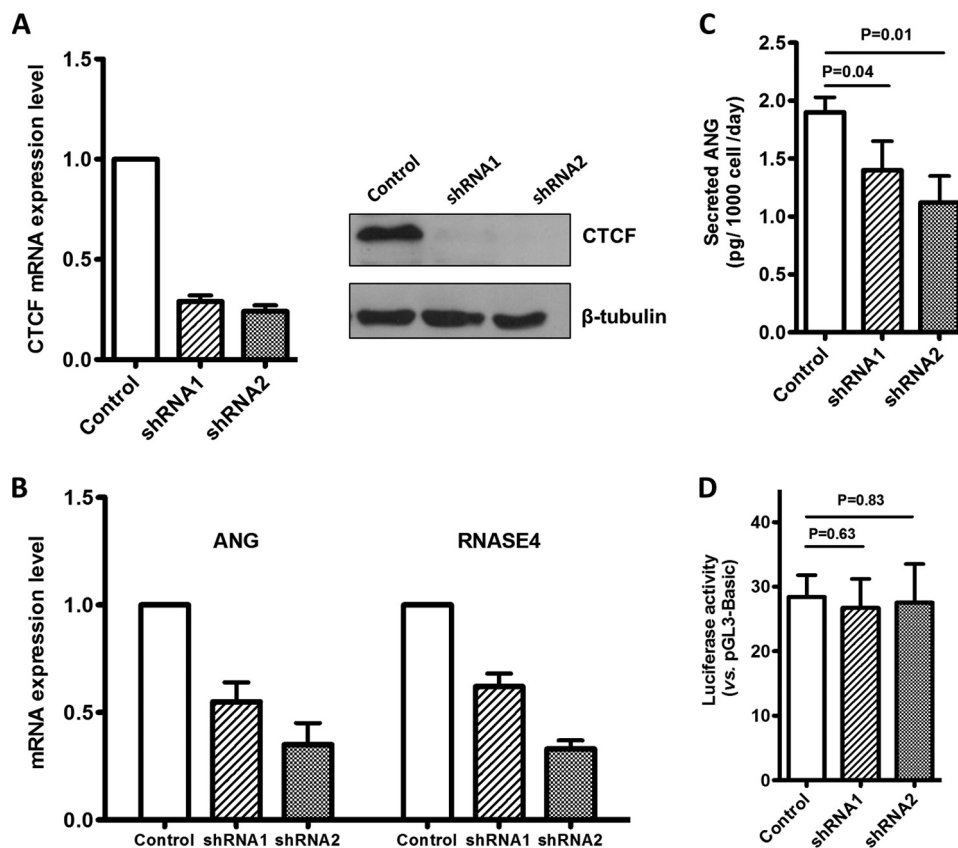 A
CTCF mRNA expression level
1.5
1.0
0.5
0.0
Control
shRNA1
shRNA2
Control
shRNA1
shRNA2
CTCF
β-tubulin
C
P=0.01
P=0.04
Secreted ANG
(pg/ 1000 cell /day)
2.5
2.0
1.5
1.0
0.5
0.0
Control
shRNA1
shRNA2
B
mRNA expression level
1.5
1.0
0.5
0.0
ANG
RNASE4
Control shRNA1 shRNA2
Control shRNA1 shRNA2
D
P=0.83
P=0.63
Luciferase activity
(vs. pGL3-Basic)
40
30
20
10
0
Control
shRNA1
shRNA2